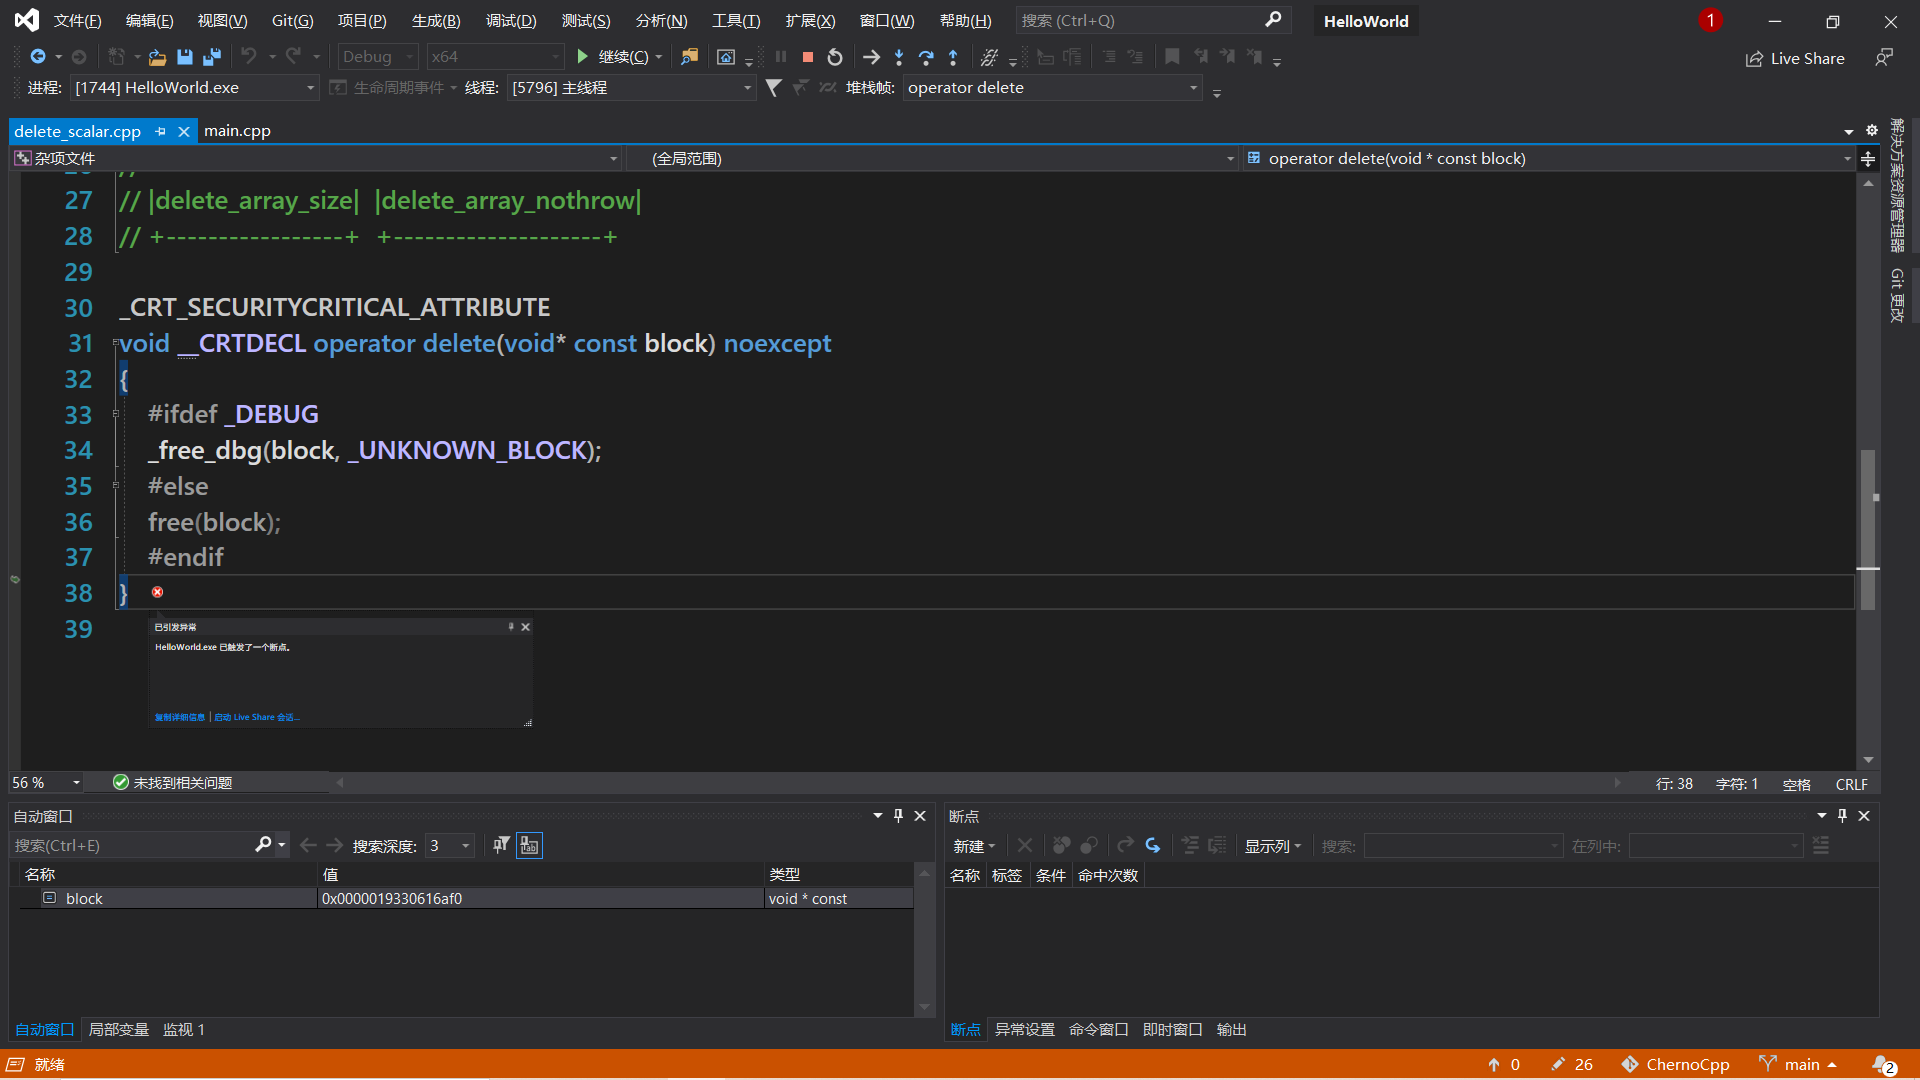 文件(F) 编辑(E) 视图(V) Git(G) 项目(P) 生成(B) 调试(D) 测试(S) 分析(N) 工具(T) 扩展(X) 窗口(W) 帮助(H) 搜索 (Ctrl+Q) HelloWorld 1
Debug x64 继续(C) Live Share
进程: [1744] HelloWorld.exe 生命周期事件 线程: [5796] 主线程 堆栈帧: operator delete
delete_scalar.cpp main.cpp
杂项文件 (全局范围) operator delete(void * const block)
解决方案资源管理器
Git 更改
27 // |delete_array_size| |delete_array_nothrow|
28 // +-----------------+ +--------------------+
29
30 _CRT_SECURITYCRITICAL_ATTRIBUTE
31 void __CRTDECL operator delete(void* const block) noexcept
32 {
33 #ifdef _DEBUG
34 _free_dbg(block, _UNKNOWN_BLOCK);
35 #else
36 free(block);
37 #endif
38 }
39
已引发异常
HelloWorld.exe 已触发了一个断点。
复制详细信息 | 启动 Live Share 会话...
56 % 未找到相关问题 行: 38 字符: 1 空格 CRLF
自动窗口
搜索(Ctrl+E) 搜索深度: 3
名称 值 类型
block 0x0000019330616af0 void * const
自动窗口 局部变量 监视 1
断点
新建 显示列 搜索: 在列中:
名称 标签 条件 命中次数
断点 异常设置 命令窗口 即时窗口 输出
就绪 0 26 ChernoCpp main 2